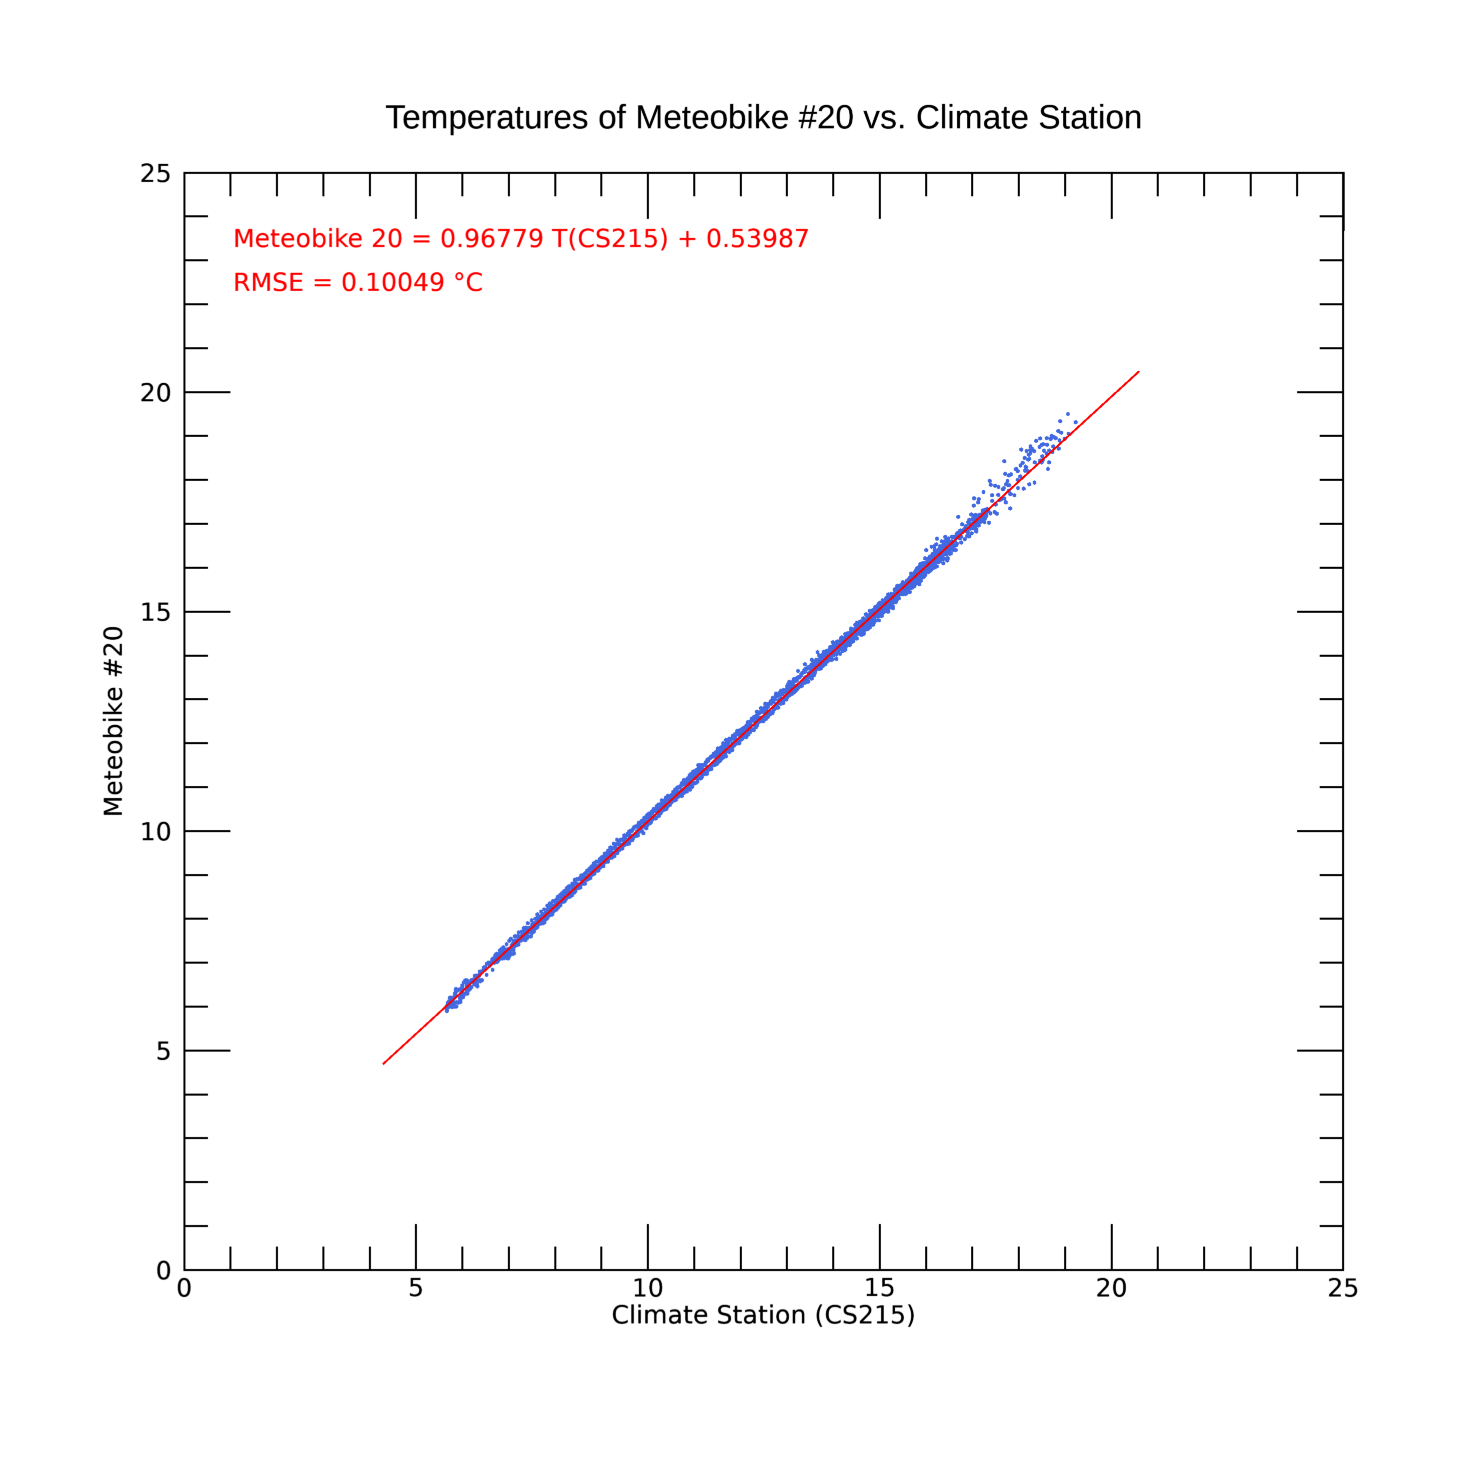 Temperatures of Meteobike #20 vs. Climate Station
25
Meteobike 20 = 0.96779 T(CS215) + 0.53987
RMSE = 0.10049 °C
20
15
Meteobike #20
10
5
0
0 5 10 15 20 25
Climate Station (CS215)